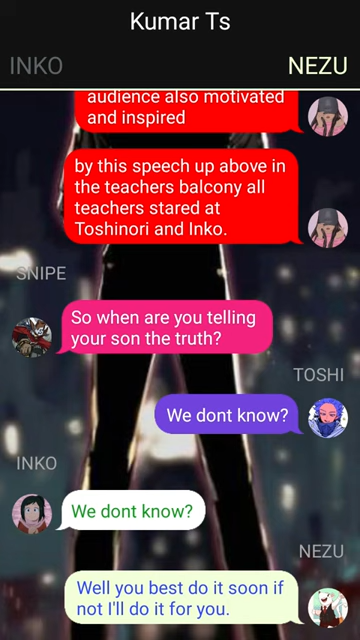 Kumar Ts
INKO
NEZU
audience also motivated
and inspired
by this speech up above in
the teachers balcony all
teachers stared at
Toshinori and Inko.
SNIPE
So when are you telling
your son the truth?
TOSHI
We dont know?
INKO
We dont know?
NEZU
Well you best do it soon if
not I'll do it for you.